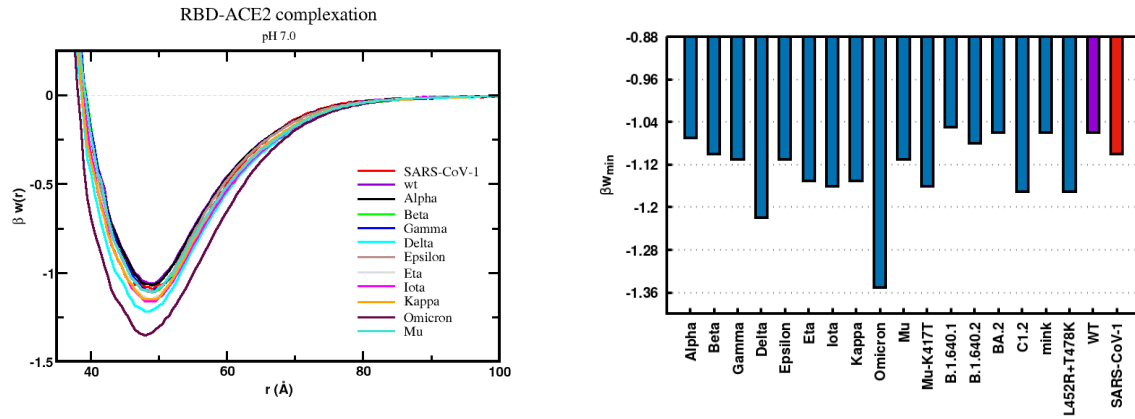 RBD-ACE2 complexation
pH 7.0
β w(r)
0
-0.5
-1
-1.5
40
60
80
100
r (Å)
SARS-CoV-1
wt
Alpha
Beta
Gamma
Delta
Epsilon
Eta
Iota
Kappa
Omicron
Mu
βwmin
-0.88
-0.96
-1.04
-1.12
-1.2
-1.28
-1.36
Alpha
Beta
Gamma
Delta
Epsilon
Eta
Iota
Kappa
Omicron
Mu
Mu-K417T
B.1.640.1
B.1.640.2
BA.2
C1.2
mink
L452R+T478K
WT
SARS-CoV-1